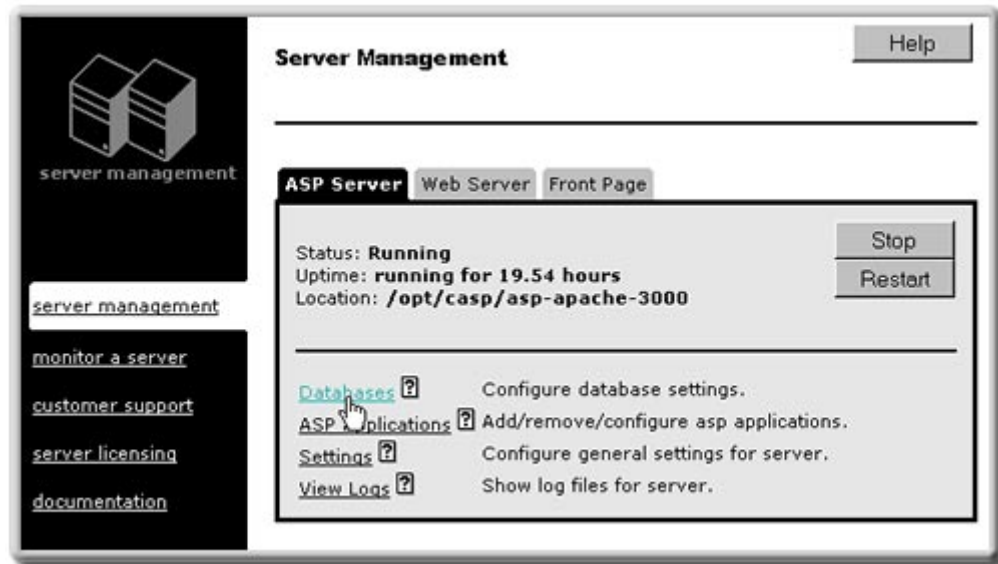 Server Management
Help
server management
ASP Server
Web Server
Front Page
Status: Running
Uptime: running for 19.54 hours
Location: /opt/casp/asp-apache-3000
Stop
Restart
server management
monitor a server
customer support
server licensing
documentation
Databases ? Configure database settings.
ASP Applications ? Add/remove/configure asp applications.
Settings ? Configure general settings for server.
View Logs ? Show log files for server.